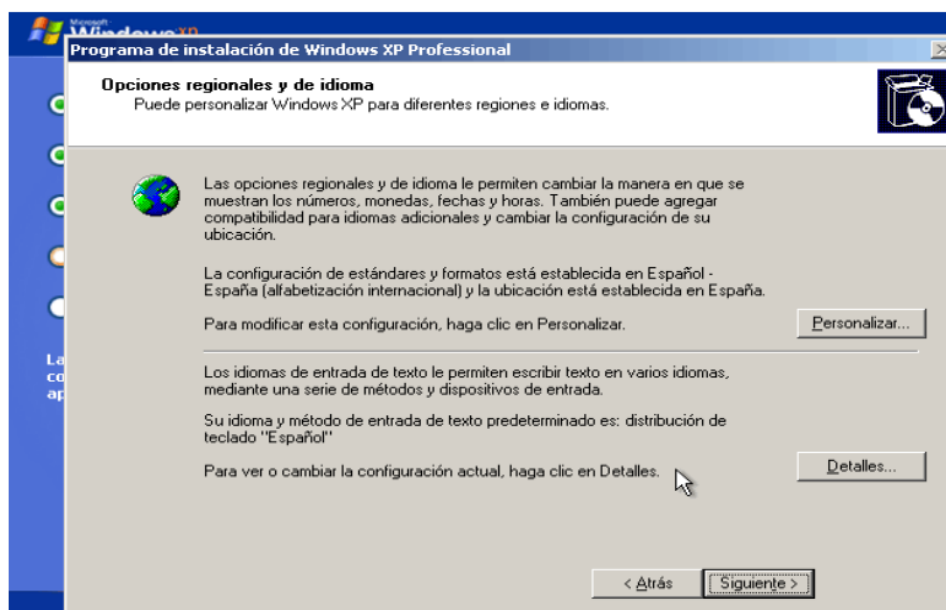 Microsoft
Windows xp
Programa de instalación de Windows XP Professional
Opciones regionales y de idioma
Puede personalizar Windows XP para diferentes regiones e idiomas.
Las opciones regionales y de idioma le permiten cambiar la manera en que se
muestran los números, monedas, fechas y horas. También puede agregar
compatibilidad para idiomas adicionales y cambiar la configuración de su
ubicación.
La configuración de estándares y formatos está establecida en Español -
España (alfabetización internacional) y la ubicación está establecida en España.
Para modificar esta configuración, haga clic en Personalizar.
Personalizar...
Los idiomas de entrada de texto le permiten escribir texto en varios idiomas,
mediante una serie de métodos y dispositivos de entrada.
Su idioma y método de entrada de texto predeterminado es: distribución de
teclado "Español"
Para ver o cambiar la configuración actual, haga clic en Detalles.
Detalles...
< Atrás
Siguiente >